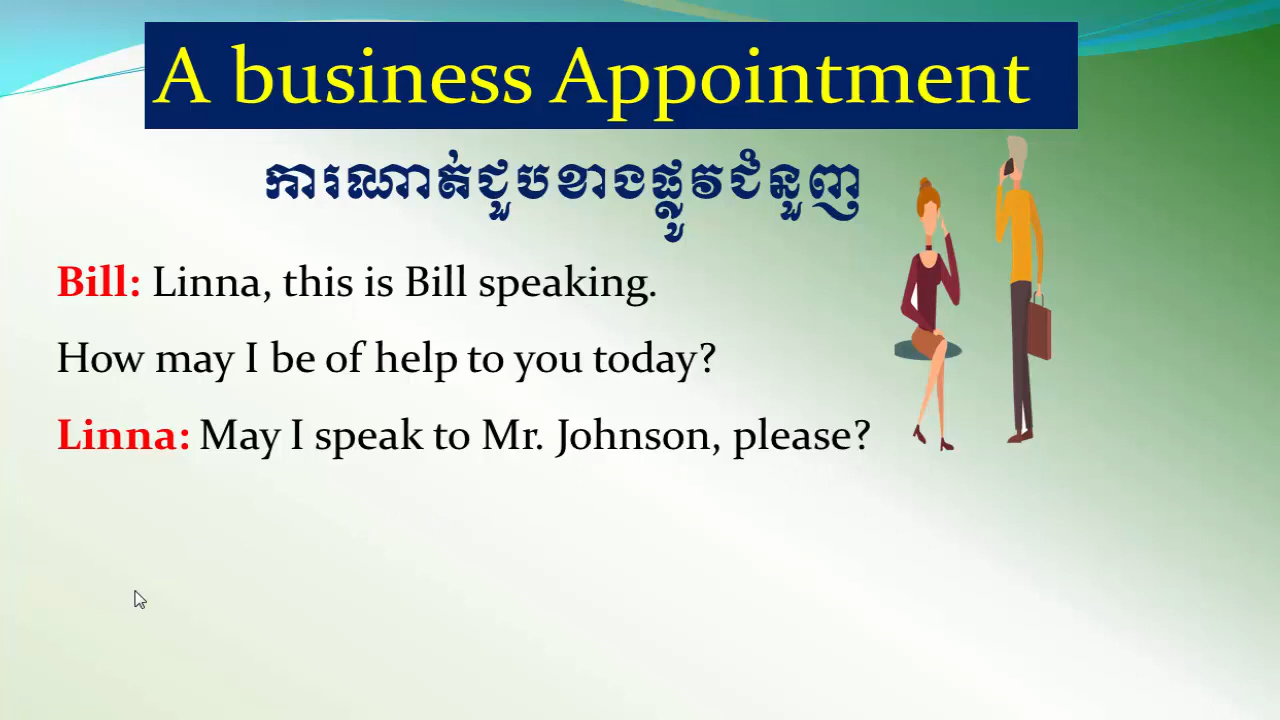 A business Appointment
ការណាត់ជួបខាងផ្លូវជំនួញ
Bill: Linna, this is Bill speaking.
How may I be of help to you today?
Linna: May I speak to Mr. Johnson, please?